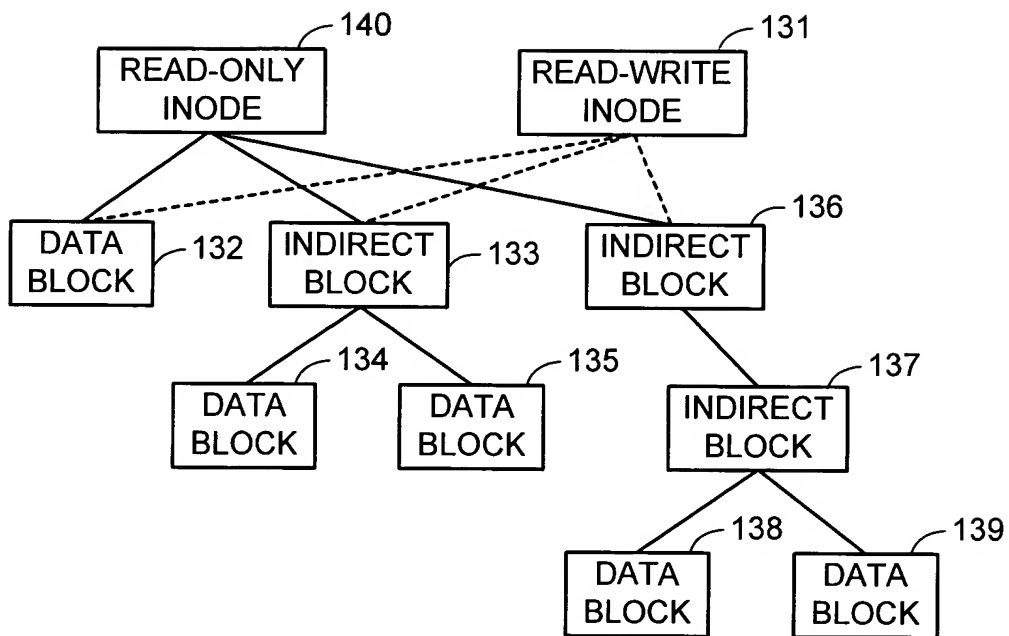 140
READ-ONLY
INODE
131
READ-WRITE
INODE
DATA
BLOCK
132
INDIRECT
BLOCK
133
136
INDIRECT
BLOCK
134
DATA
BLOCK
135
DATA
BLOCK
137
INDIRECT
BLOCK
138
DATA
BLOCK
139
DATA
BLOCK